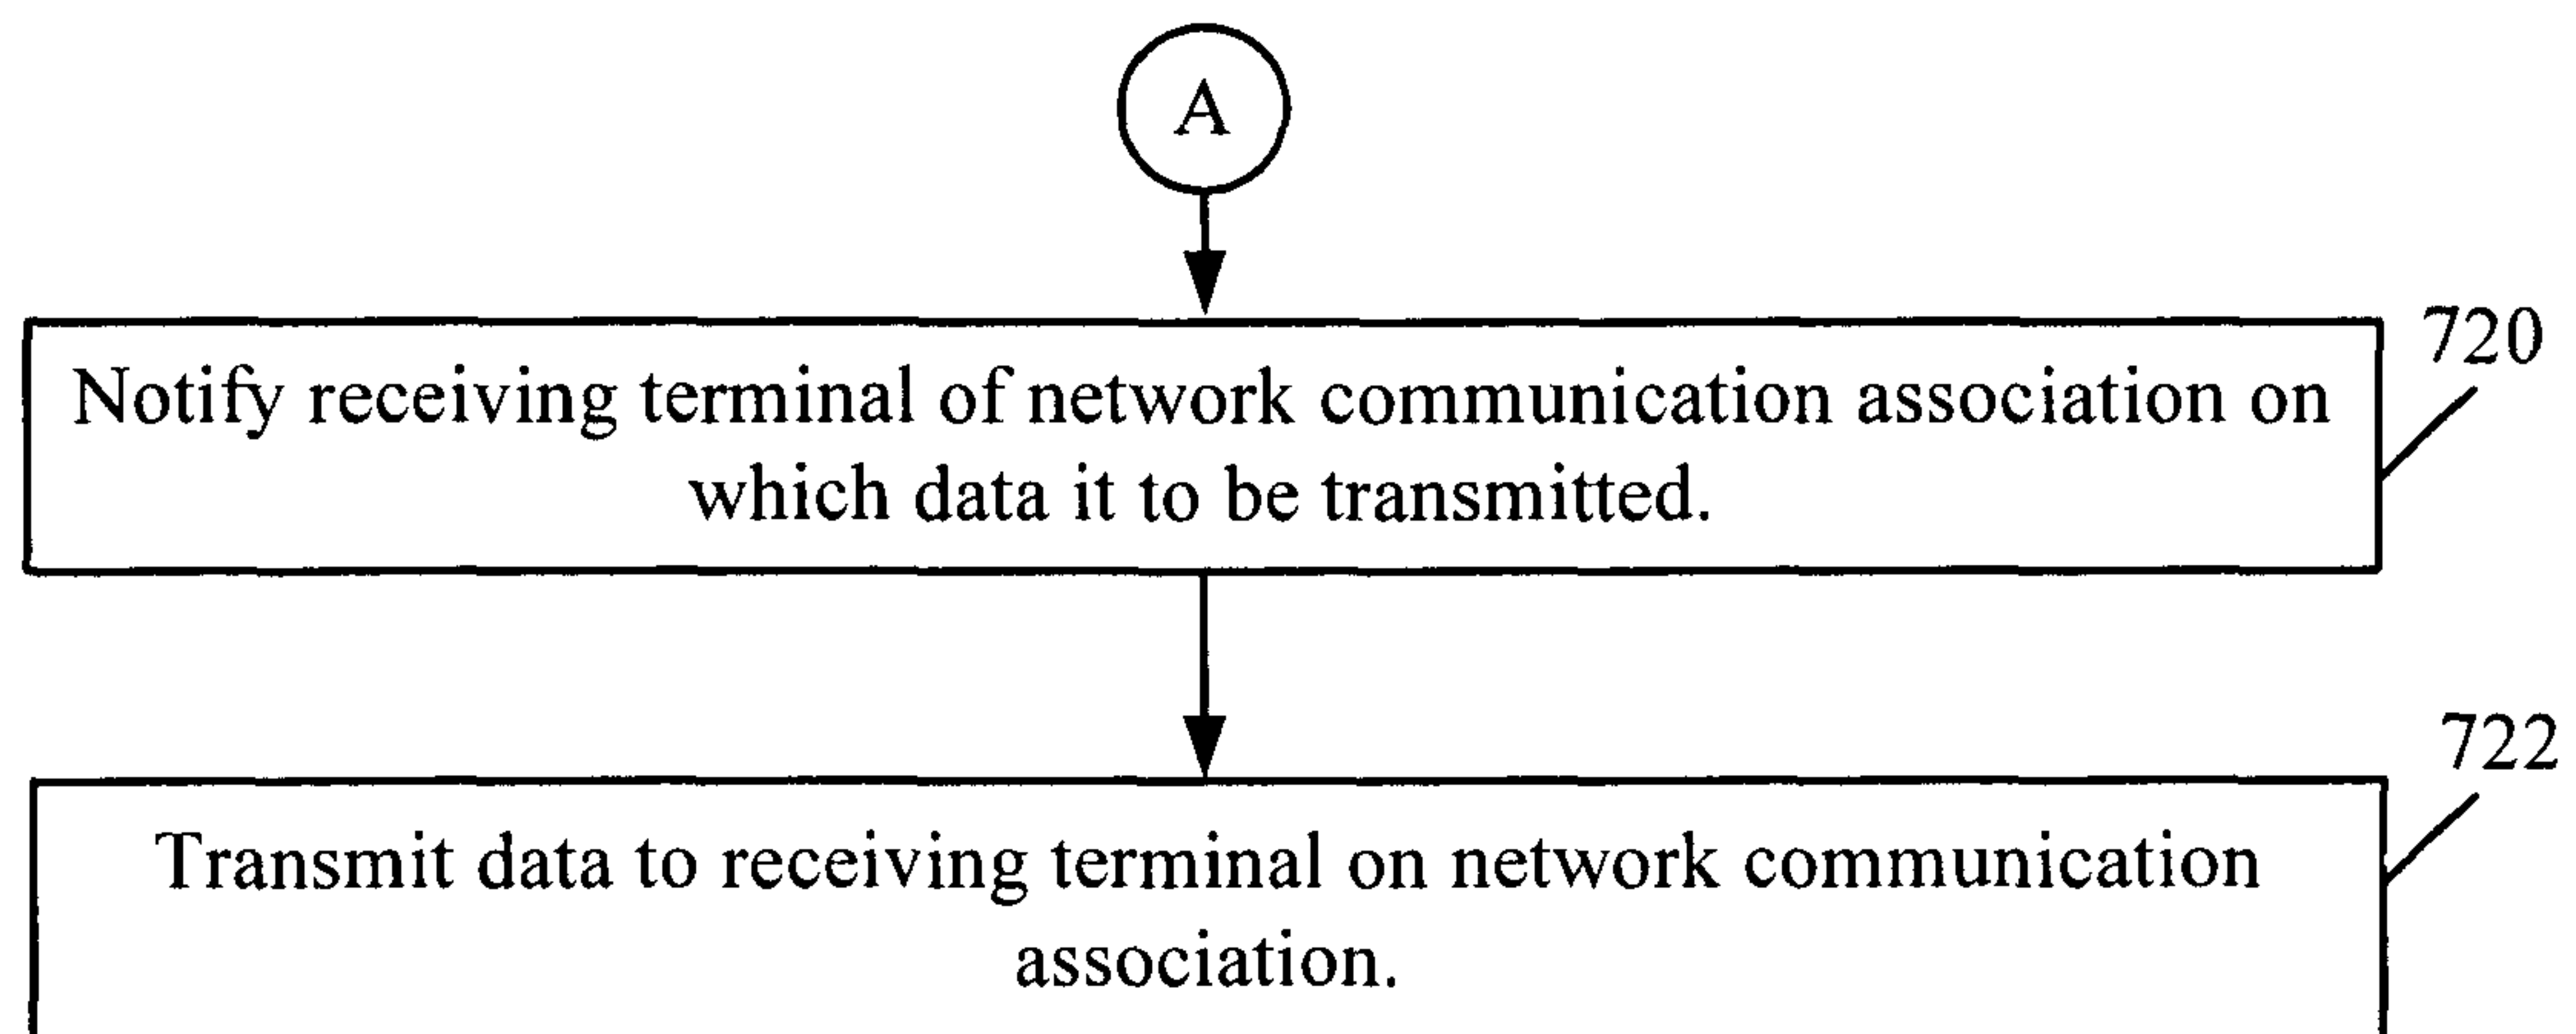 A
720
Notify receiving terminal of network communication association on
which data it to be transmitted.
722
Transmit data to receiving terminal on network communication
association.